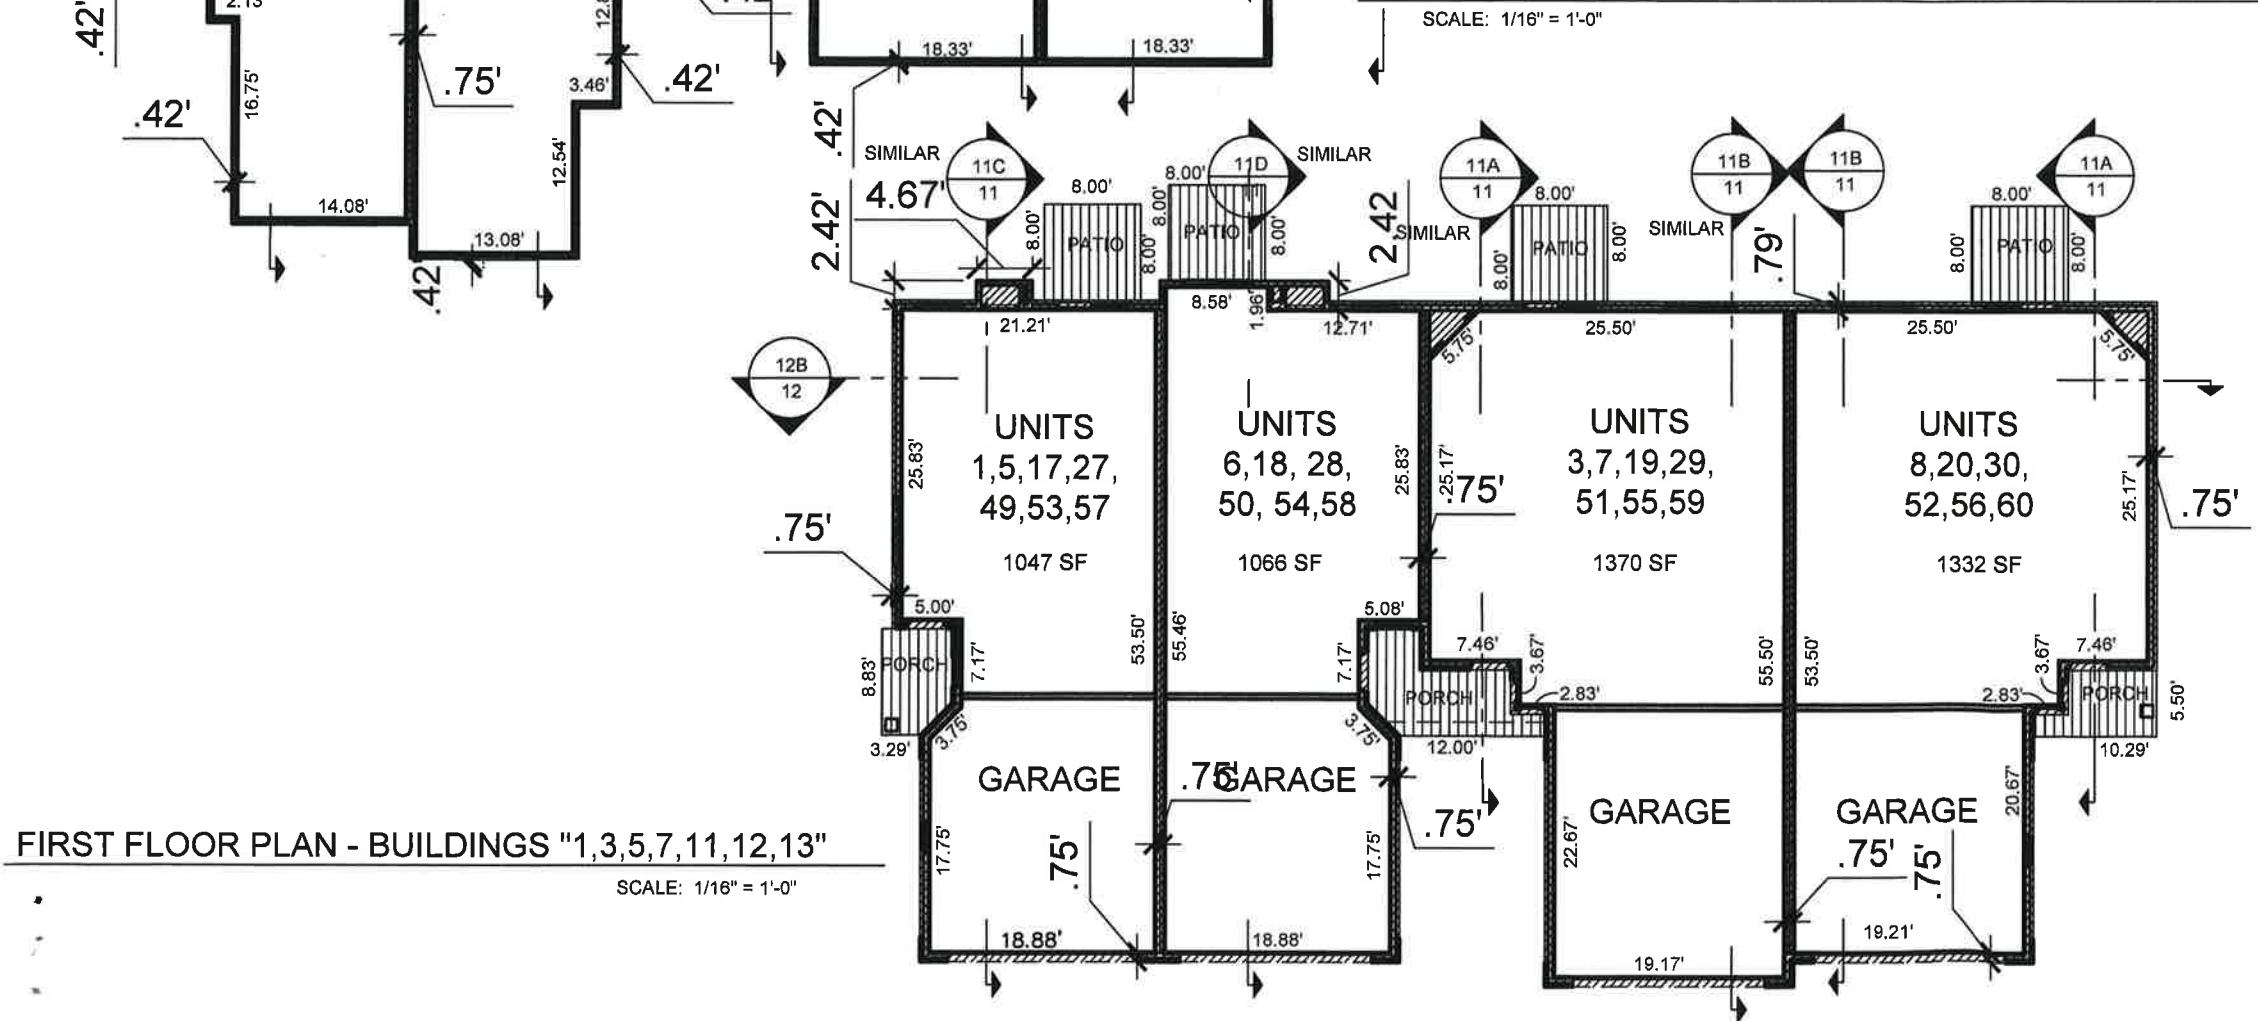 .42'
2.13'
16.75'
.75'
3.46'
.42'
.42'
14.08'
12.54'
13.08'
.42'
18.33'
18.33'
SCALE: 1/16" = 1'-0"
.42'
SIMILAR
11C
11
11D
11
SIMILAR
11A
11
11B
11
11B
11
11A
11
2.42'
4.67'
8.00'
8.00'
PATIO
8.00'
8.00'
8.00'
PATIO
8.00'
2.42
SIMILAR
8.00'
8.00'
PATIO
8.00'
SIMILAR
.79'
8.00'
8.00'
PATIO
8.00'
21.21'
8.58'
1.96'
12.71'
5.75'
25.50'
25.50'
5.75'
12B
12
UNITS
1,5,17,27,
49,53,57
1047 SF
25.83'
UNITS
6,18, 28,
50, 54,58
1066 SF
25.83'
25.17'
.75'
UNITS
3,7,19,29,
51,55,59
1370 SF
UNITS
8,20,30,
52,56,60
1332 SF
25.17'
.75'
.75'
5.00'
PORCH
8.83'
7.17'
53.50'
55.46'
5.08'
7.17'
PORCH
7.46'
3.67'
2.83'
55.50'
53.50'
2.83'
3.67'
7.46'
PORCH
5.50'
3.29'
3.75'
3.75'
12.00'
10.29'
GARAGE
.75'
GARAGE
.75'
GARAGE
GARAGE
17.75'
.75'
17.75'
22.67'
20.67'
.75'
.75'
18.88'
18.88'
19.17'
19.21'
FIRST FLOOR PLAN - BUILDINGS "1,3,5,7,11,12,13"
SCALE: 1/16" = 1'-0"